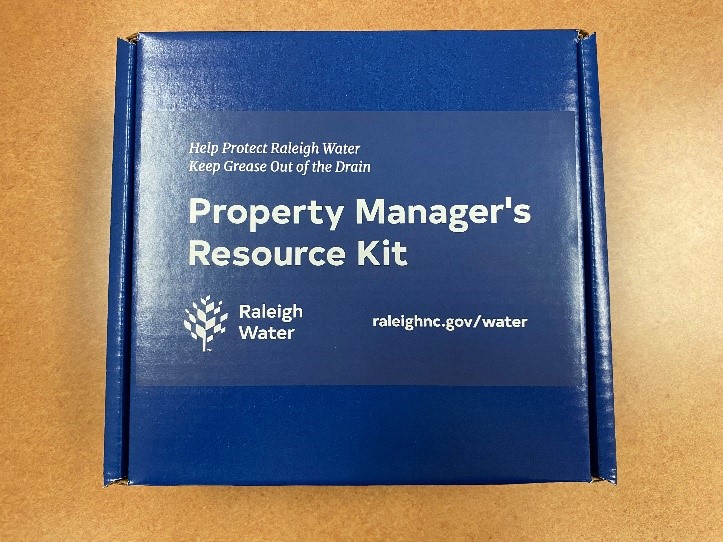 Help Protect Raleigh Water
Keep Grease Out of the Drain
Property Manager's
Resource Kit
Raleigh
Water
raleighnc.gov/water